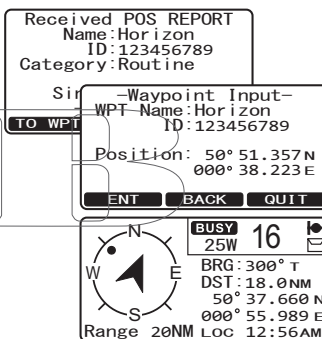 Received POS REPORT
Name:Horizon
ID:123456789
Category:Routine
TO WPT
–Waypoint Input–
WPT Name:Horizon
ID:123456789
Position: 50°51.357N
000°38.223E
ENT BACK QUIT
N
W E
S
BUSY
25W 16
BRG:300°T
DST:18.0NM
50°37.660N
000°55.989E
Range 20NM LOC 12:56AM